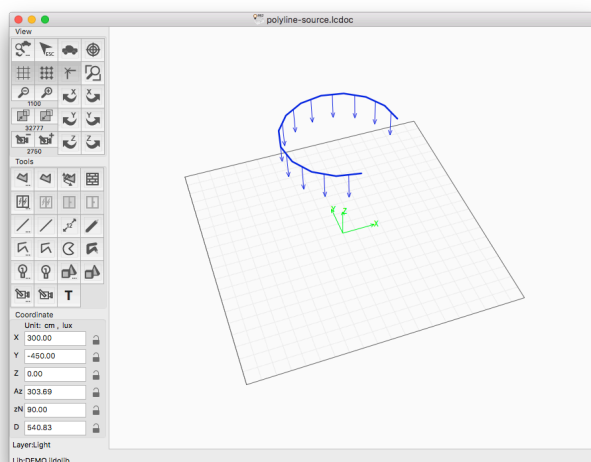 polyline-source.lcdoc
View
ESC
1100
X X
32777
Y Y
2750
Z Z
Tools
T
Coordinate
Unit: cm , lux
X 300.00
Y -450.00
Z 0.00
Az 303.69
zN 90.00
D 540.83
Layer:Light
Y Z X